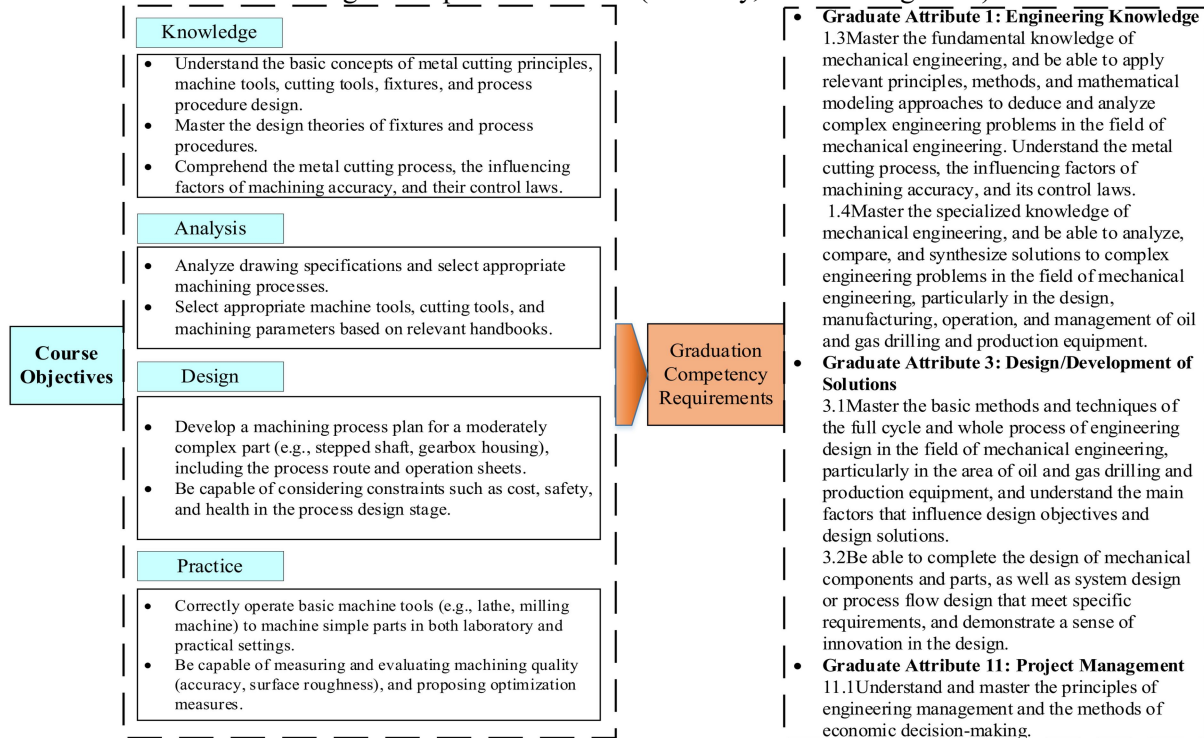 Knowledge
• Understand the basic concepts of metal cutting principles,
machine tools, cutting tools, fixtures, and process
procedure design.
• Master the design theories of fixtures and process
procedures.
• Comprehend the metal cutting process, the influencing
factors of machining accuracy, and their control laws.
Analysis
• Analyze drawing specifications and select appropriate
machining processes.
• Select appropriate machine tools, cutting tools, and
machining parameters based on relevant handbooks.
Course
Objectives
Design
• Develop a machining process plan for a moderately
complex part (e.g., stepped shaft, gearbox housing),
including the process route and operation sheets.
• Be capable of considering constraints such as cost, safety,
and health in the process design stage.
Practice
• Correctly operate basic machine tools (e.g., lathe, milling
machine) to machine simple parts in both laboratory and
practical settings.
• Be capable of measuring and evaluating machining quality
(accuracy, surface roughness), and proposing optimization
measures.
Graduation
Competency
Requirements
• Graduate Attribute 1: Engineering Knowledge
1.3Master the fundamental knowledge of
mechanical engineering, and be able to apply
relevant principles, methods, and mathematical
modeling approaches to deduce and analyze
complex engineering problems in the field of
mechanical engineering. Understand the metal
cutting process, the influencing factors of
machining accuracy, and its control laws.
1.4Master the specialized knowledge of
mechanical engineering, and be able to analyze,
compare, and synthesize solutions to complex
engineering problems in the field of mechanical
engineering, particularly in the design,
manufacturing, operation, and management of oil
and gas drilling and production equipment.
• Graduate Attribute 3: Design/Development of
Solutions
3.1Master the basic methods and techniques of
the full cycle and whole process of engineering
design in the field of mechanical engineering,
particularly in the area of oil and gas drilling and
production equipment, and understand the main
factors that influence design objectives and
design solutions.
3.2Be able to complete the design of mechanical
components and parts, as well as system design
or process flow design that meet specific
requirements, and demonstrate a sense of
innovation in the design.
• Graduate Attribute 11: Project Management
11.1Understand and master the principles of
engineering management and the methods of
economic decision-making.